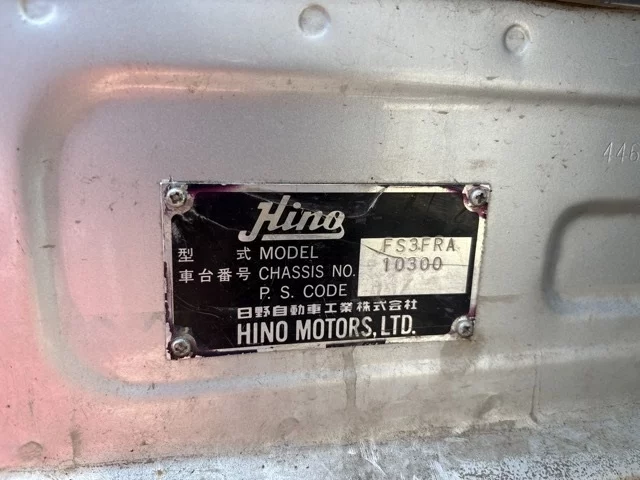 446
Hino
型 式 MODEL FS3FRA
車台番号 CHASSIS NO. 10300
P. S. CODE
日野自動車工業株式会社
HINO MOTORS, LTD.